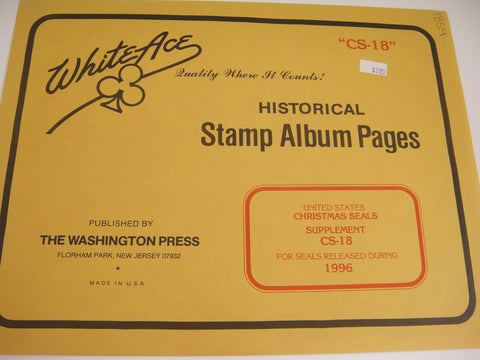 White Ace
"CS-18"
Quality Where It Counts!
HISTORICAL
Stamp Album Pages
PUBLISHED BY
THE WASHINGTON PRESS
FLORHAM PARK, NEW JERSEY 07932
MADE IN U.S.A.
UNITED STATES
CHRISTMAS SEALS
SUPPLEMENT
CS-18
FOR SEALS RELEASED DURING
1996